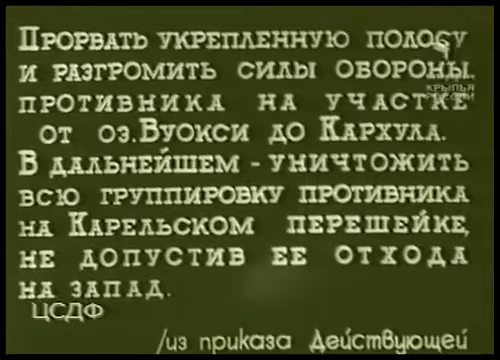 Прорвать укрепленную полосу
и разгромить силы обороны
противника на участке
от оз. Вуокси до Кархула.
В дальнейшем - уничтожить
всю группировку противника
на Карельском перешейке,
не допустив ее отхода
на запад.
ЦСДФ
/из приказа Действующей